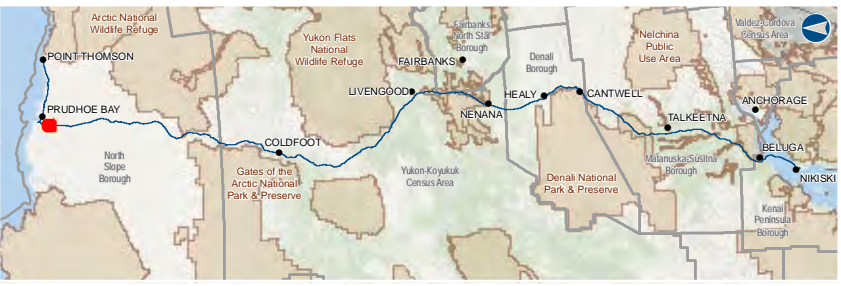 Arctic National
Wildlife Refuge
Yukon Flats
National
Wildlife Refuge
Fairbanks
North Star
Borough
Nelchina
Public
Use Area
Valdez-Cordova
Census Area
POINT THOMSON
FAIRBANKS
Denali
Borough
LIVENGOOD
HEALY
CANTWELL
ANCHORAGE
PRUDHOE BAY
NENANA
TALKEETNA
COLDFOOT
BELUGA
North
Slope
Borough
Gates of the
Arctic National
Park & Preserve
Yukon-Koyukuk
Census Area
Denali National
Park & Preserve
Matanuska-Susitna
Borough
NIKISKI
Kenai
Peninsula
Borough